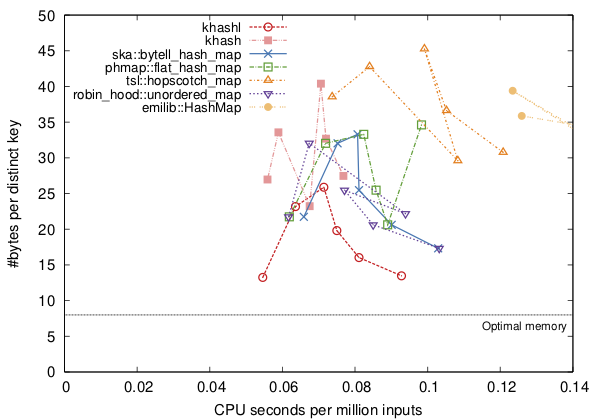 50
45
40
35
30
25
20
15
10
5
0
#bytes per distinct key
khashl
khash
ska::bytell_hash_map
phmap::flat_hash_map
tsl::hopscotch_map
robin_hood::unordered_map
emilib::HashMap
Optimal memory
0 0.02 0.04 0.06 0.08 0.1 0.12 0.14
CPU seconds per million inputs